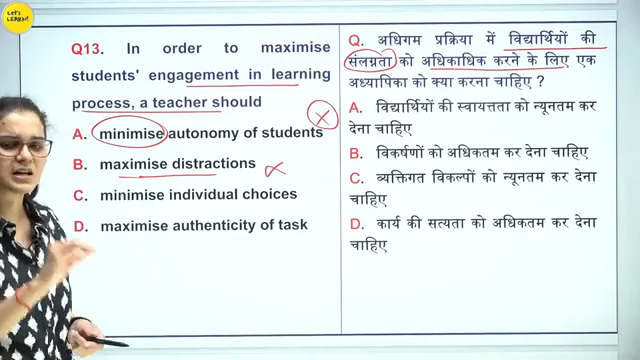 LET'S
LEARN!
Q13. In order to maximise
students' engagement in learning
process, a teacher should
A. minimise autonomy of students
B. maximise distractions
C. minimise individual choices
D. maximise authenticity of task
Q. अधिगम प्रक्रिया में विद्यार्थियों की
संलग्नता को अधिकाधिक करने के लिए एक
अध्यापिका को क्या करना चाहिए ?
A. विद्यार्थियों की स्वायत्तता को न्यूनतम कर
देना चाहिए
B. विकर्षणों को अधिकतम कर देना चाहिए
C. व्यक्तिगत विकल्पों को न्यूनतम कर देना
चाहिए
D. कार्य की सत्यता को अधिकतम कर देना
चाहिए